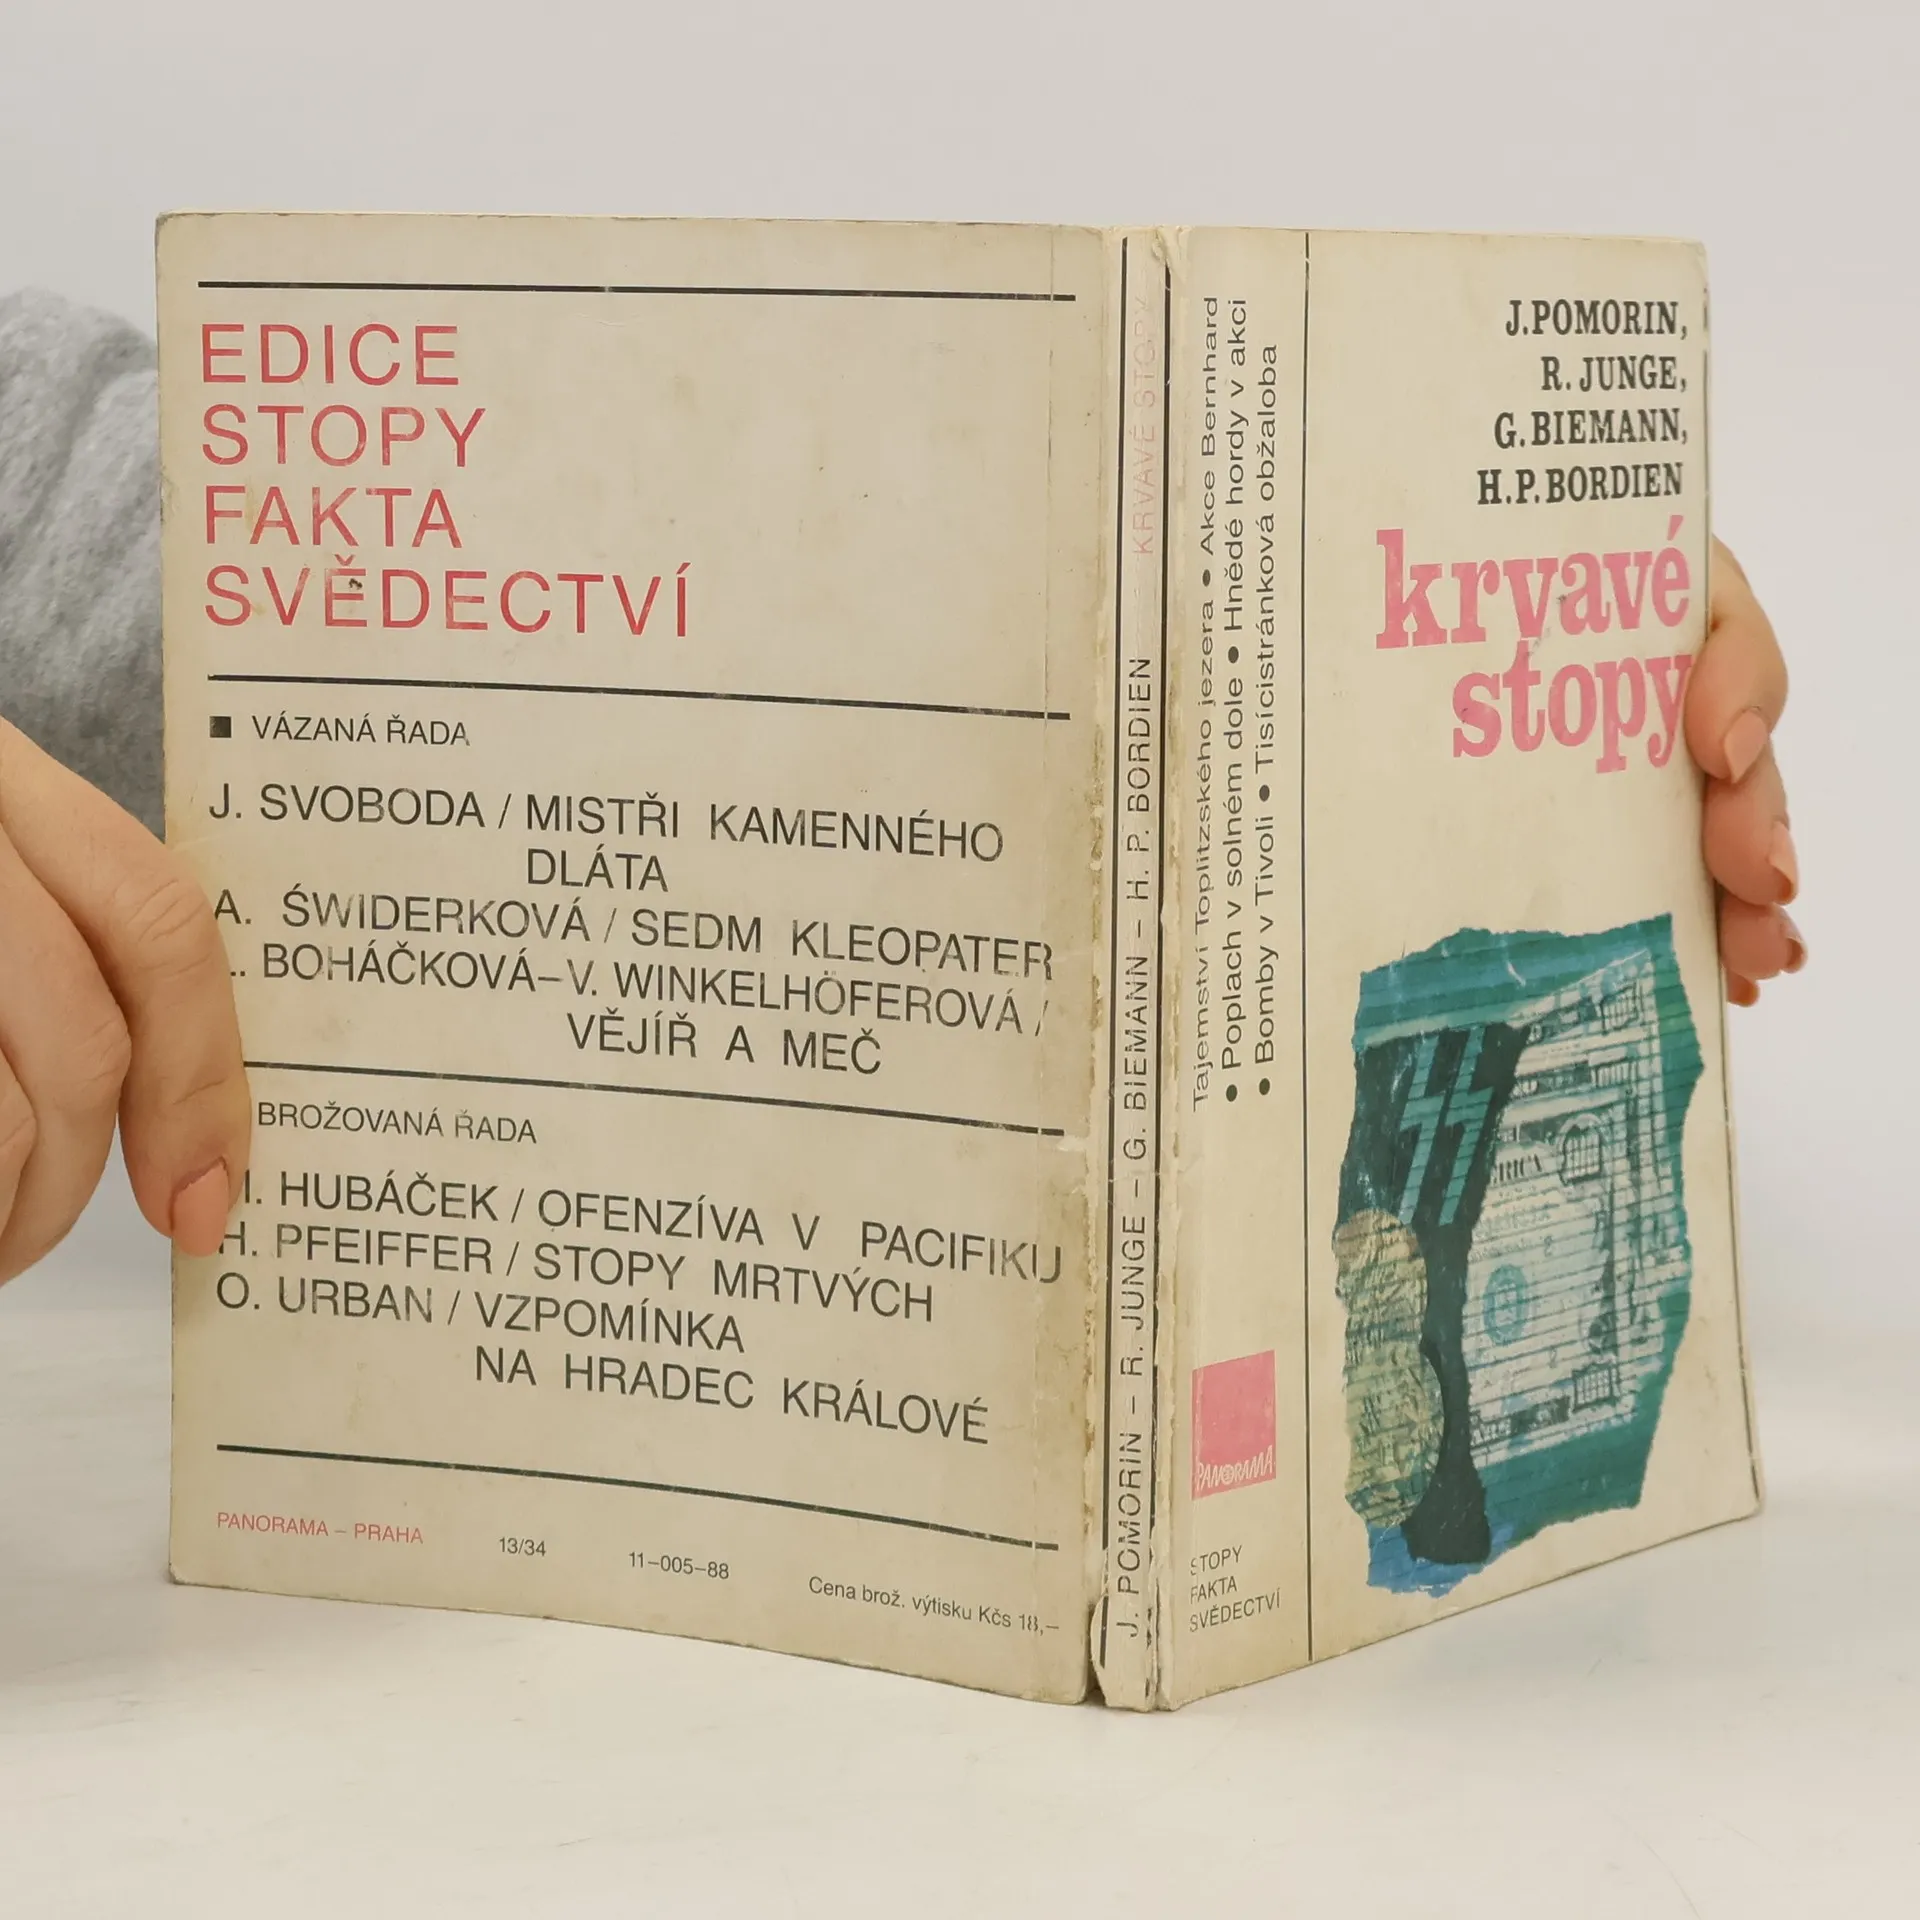 EDICE
STOPY
FAKTA
SVĚDECTVÍ
VÁZANÁ ŘADA
J. SVOBODA / MISTŘI KAMENNÉHO
DLÁTA
A. ŚWIDERKOVÁ / SEDM KLEOPATER
L. BOHÁČKOVÁ–V. WINKELHÖFEROVÁ /
VĚJÍŘ A MEČ
BROŽOVANÁ ŘADA
HUBÁČEK / OFENZÍVA V PACIFIKU
H. PFEIFFER / STOPY MRTVÝCH
O. URBAN / VZPOMÍNKA
NA HRADEC KRÁLOVÉ
PANORAMA – PRAHA 13/34 11–005–88 Cena brož. výtisku Kčs 18,–
J. POMORIN – R. JUNGE – G. BIEMANN – H. P. BORDIEN KRVAVÉ STOPY
Tajemství Toplitzského jezera • Akce Bernhard
• Poplach v solném dole • Hnědé hordy v akci
• Bomby v Tivoli • Tisícistránková obžaloba
PANORAMA
STOPY
FAKTA
SVĚDECTVÍ
J. POMORIN,
R. JUNGE,
G. BIEMANN,
H. P. BORDIEN
krvavé
stopy